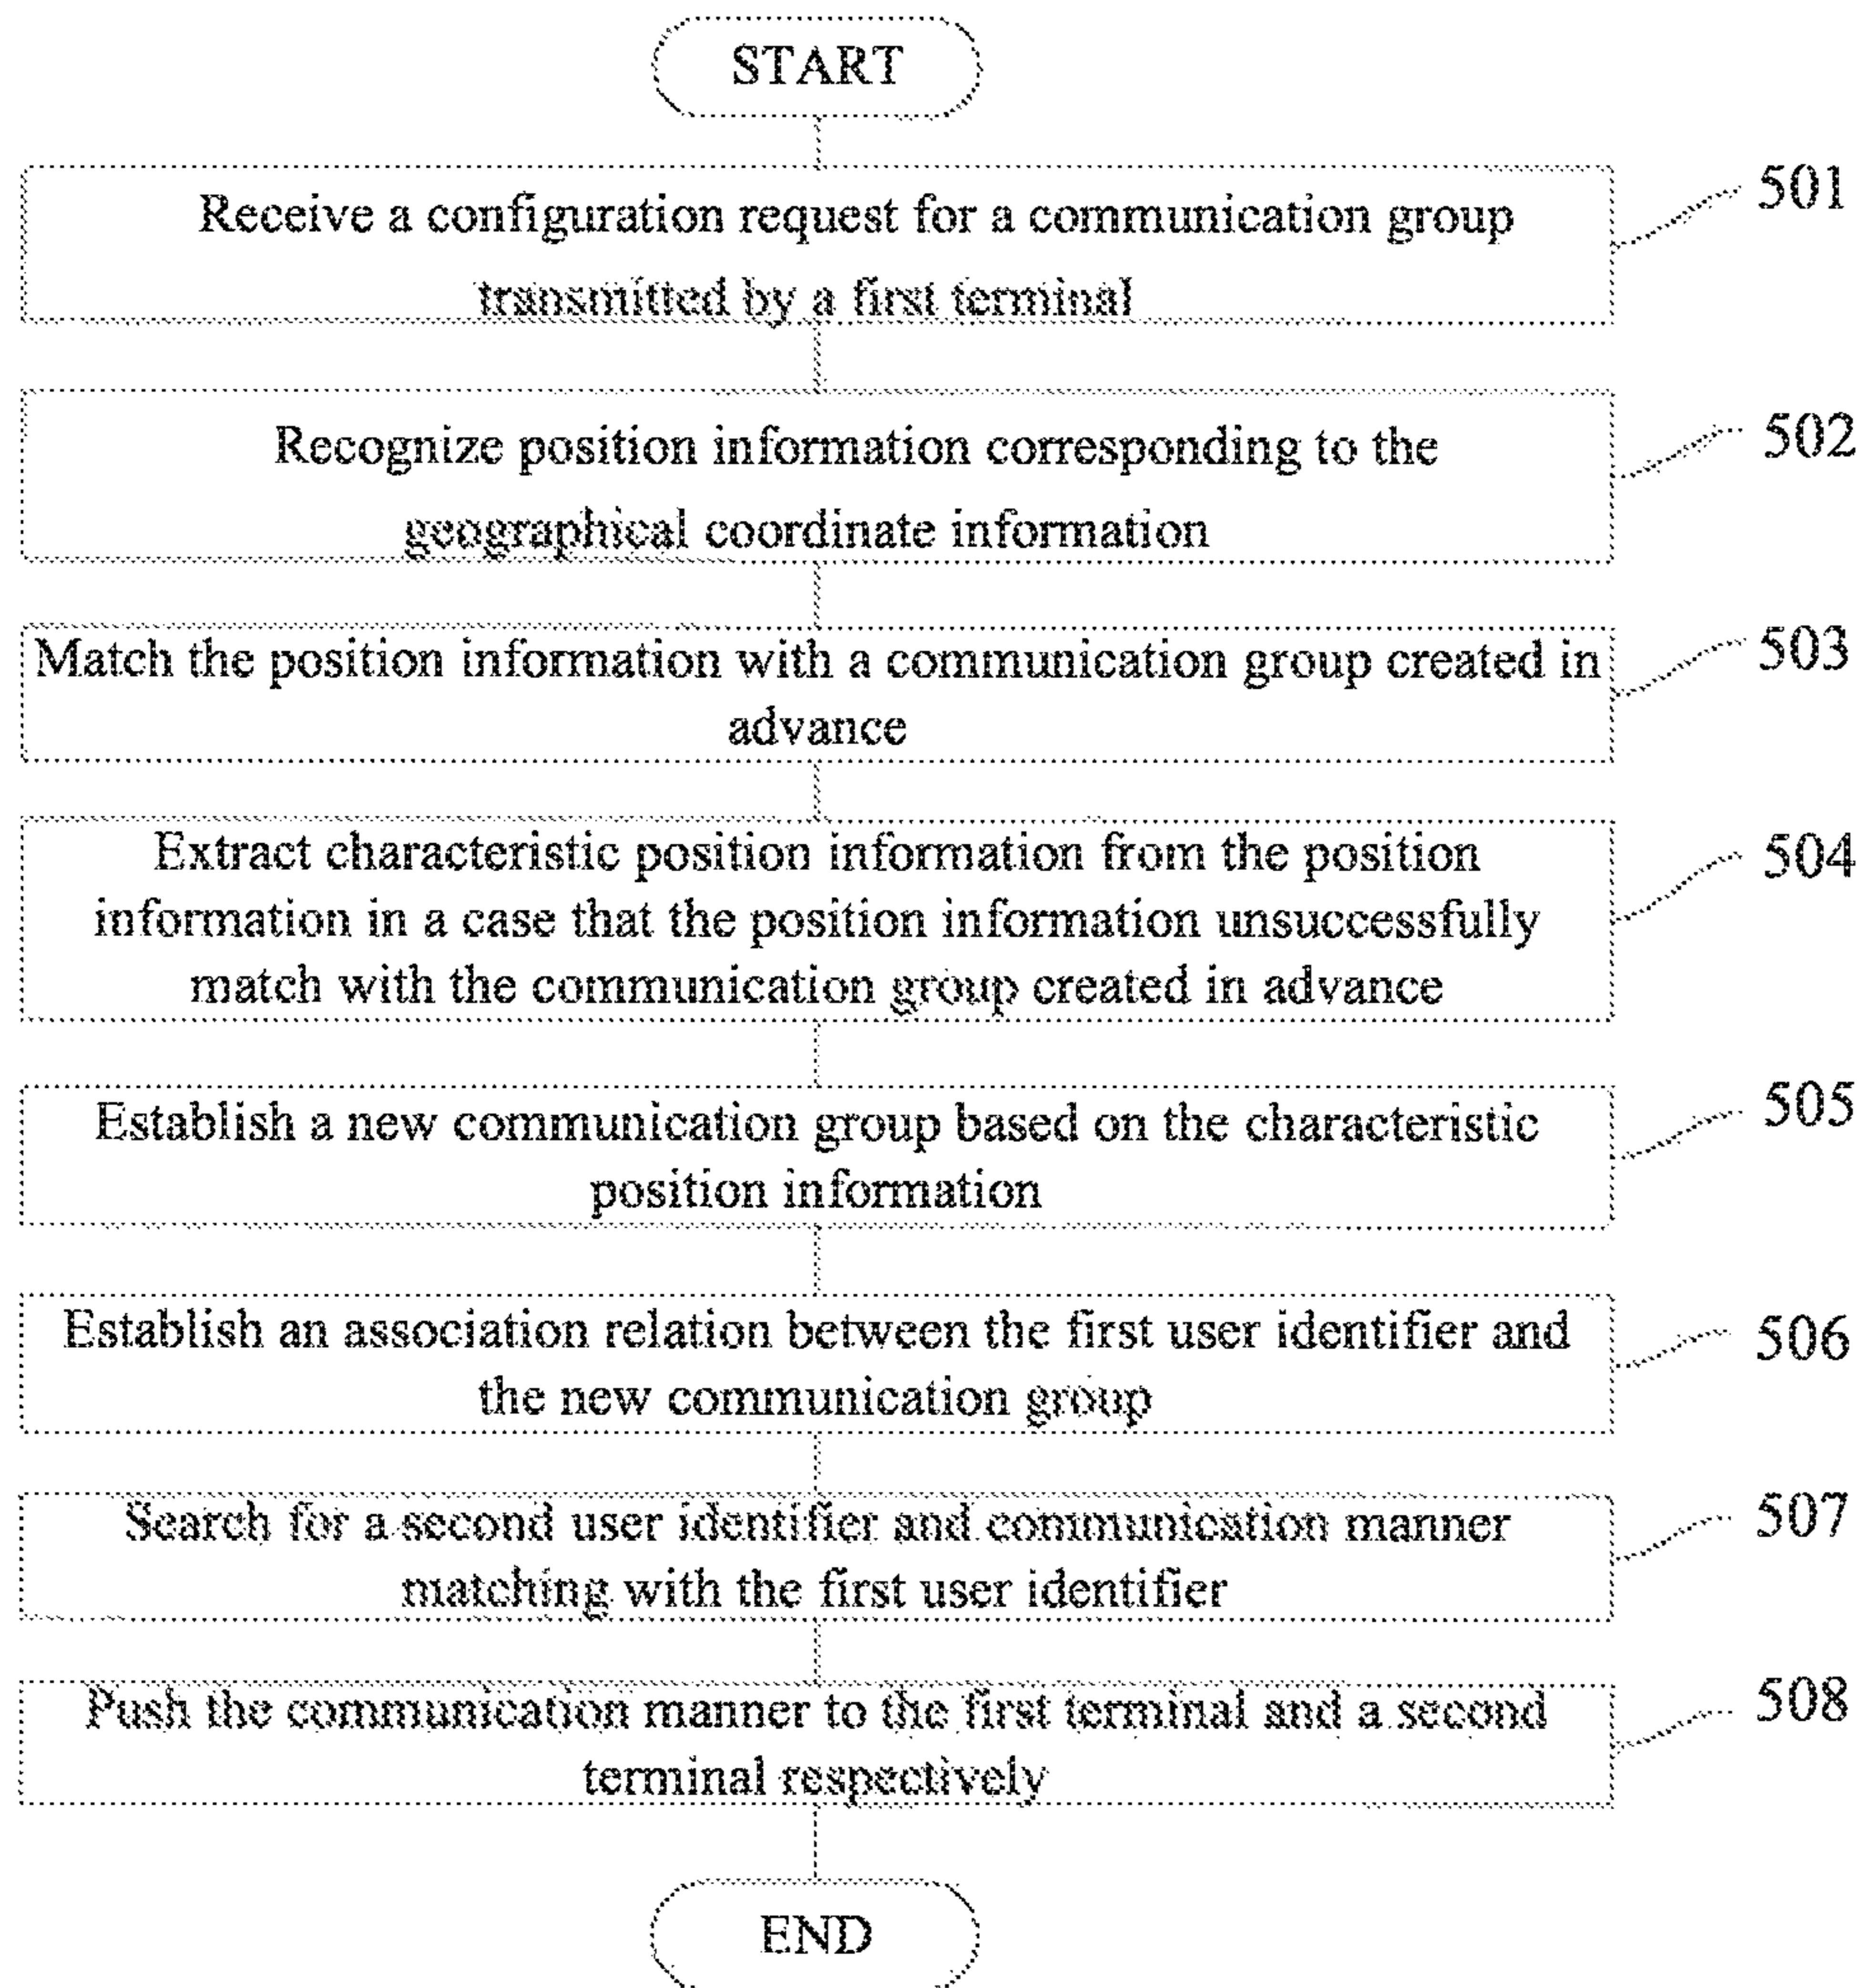 START
Receive a configuration request for a communication group
transmitted by a first terminal
501
Recognize position information corresponding to the
geographical coordinate information
502
Match the position information with a communication group created in
advance
503
Extract characteristic position information from the position
information in a case that the position information unsuccessfully
match with the communication group created in advance
504
Establish a new communication group based on the characteristic
position information
505
Establish an association relation between the first user identifier and
the new communication group
506
Search for a second user identifier and communication manner
matching with the first user identifier
507
Push the communication manner to the first terminal and a second
terminal respectively
508
END